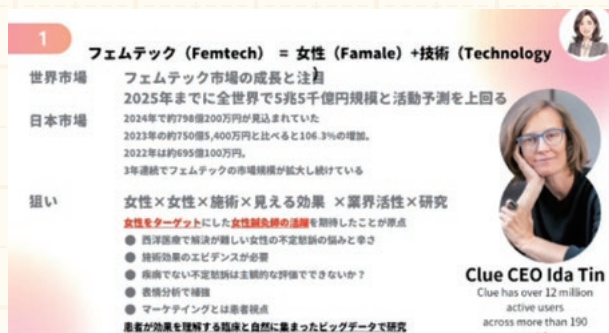 1
フェムテック（Femtech） = 女性（Famale）+技術（Technology
）
世界市場
フェムテック市場の成長と注目
2025年までに全世界で5兆5千億円規模と活動予測を上回る
日本市場
2024年で約798億200万円が見込まれていた
2023年の約750億5,400万円と比べると106.3%の増加。
2022年は約695億100万円。
3年連続でフェムテックの市場規模が拡大し続けている
狙い
女性×女性×施術×見える効果 ×業界活性×研究
女性をターゲットにした女性鍼灸師の活躍を期待したことが原点
● 西洋医療で解決が難しい女性の不定愁訴の悩みと辛さ
● 施術効果のエビデンスが必要
● 疾病でない不定愁訴は主観的な評価でできないか？
● 表情分析で補強
● マーケテイングとは患者視点
患者が効果を理解する臨床と自然に集まったビッグデータで研究
Clue CEO Ida Tin
Clue has over 12 million
active users
across more than 190